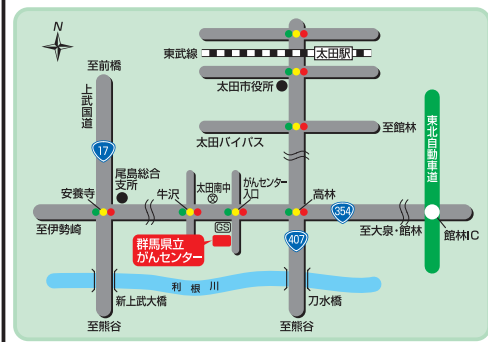 N
東武線
太田駅
至前橋
太田市役所
上武国道
東北自動車道
太田バイパス
至館林
17
尾島総合
支所
太田南中
文
がんセンター
入口
安養寺
牛沢
高林
354
至伊勢崎
GS
至大泉・館林
館林IC
群馬県立
がんセンター
407
利根川
新上武大橋
刀水橋
至熊谷
至熊谷